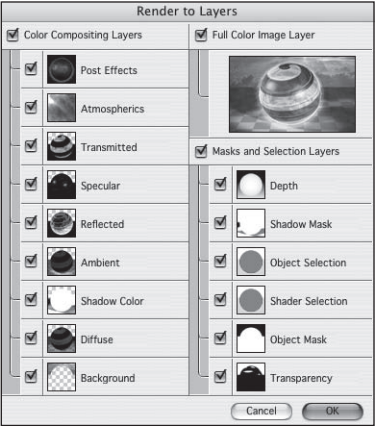 Render to Layers
Color Compositing Layers
Post Effects
Atmospherics
Transmitted
Specular
Reflected
Ambient
Shadow Color
Diffuse
Background
Full Color Image Layer
Masks and Selection Layers
Depth
Shadow Mask
Object Selection
Shader Selection
Object Mask
Transparency
Cancel
OK